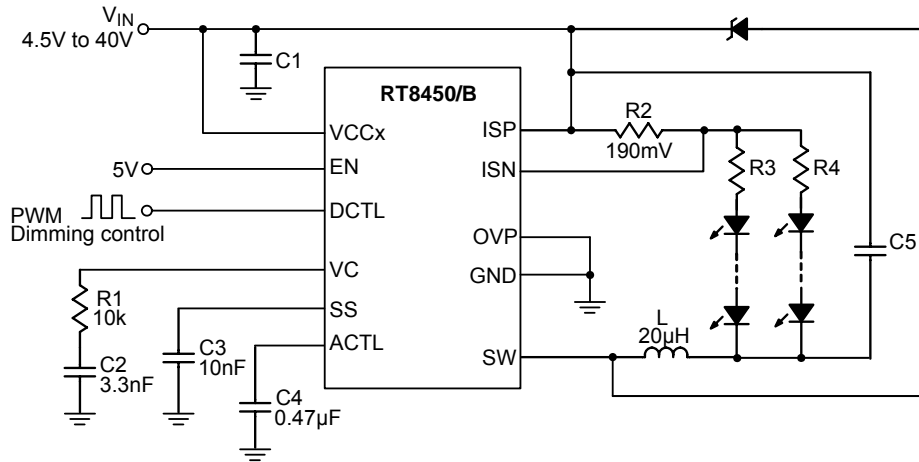 V_IN
4.5V to 40V
C1
RT8450/B
VCCx
ISP
R2
190mV
EN
5V
ISN
R3
R4
PWM
Dimming control
DCTL
OVP
C5
VC
GND
R1
10k
SS
C3
10nF
ACTL
L
20µH
SW
C2
3.3nF
C4
0.47µF